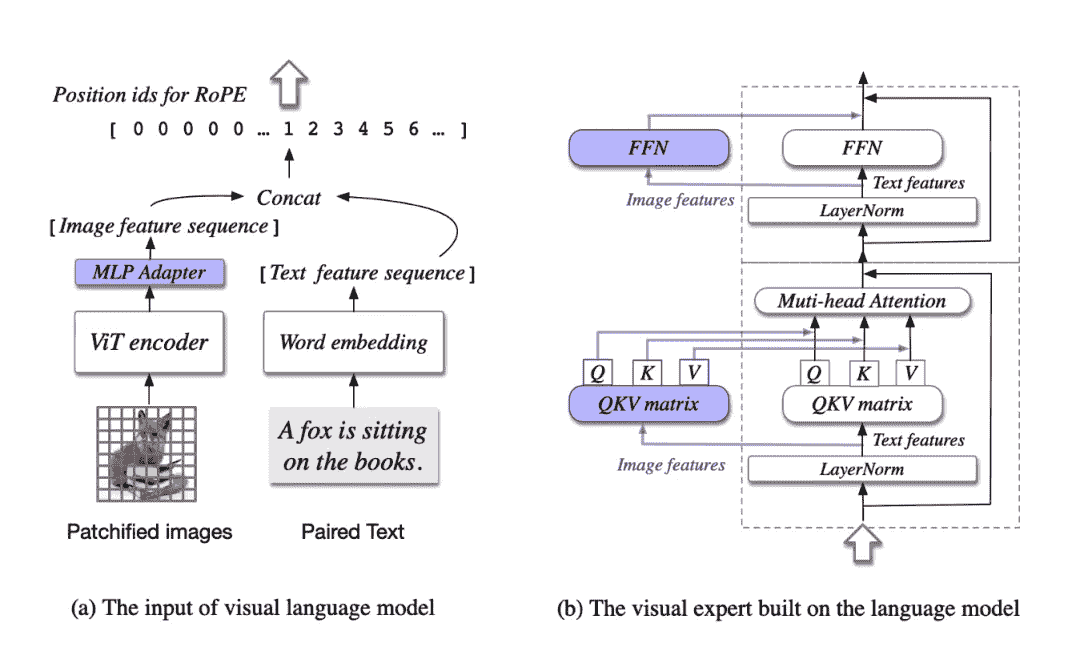 Position ids for RoPE
[ 0 0 0 0 0 ... 1 2 3 4 5 6 ... ]
Concat
[Image feature sequence]
MLP Adapter
[Text feature sequence]
ViT encoder
Word embedding
A fox is sitting
on the books.
Patchified images
Paired Text
(a) The input of visual language model
FFN
FFN
Image features
Text features
LayerNorm
Muti-head Attention
Q K V
Q K V
QKV matrix
QKV matrix
Text features
Image features
LayerNorm
(b) The visual expert built on the language model